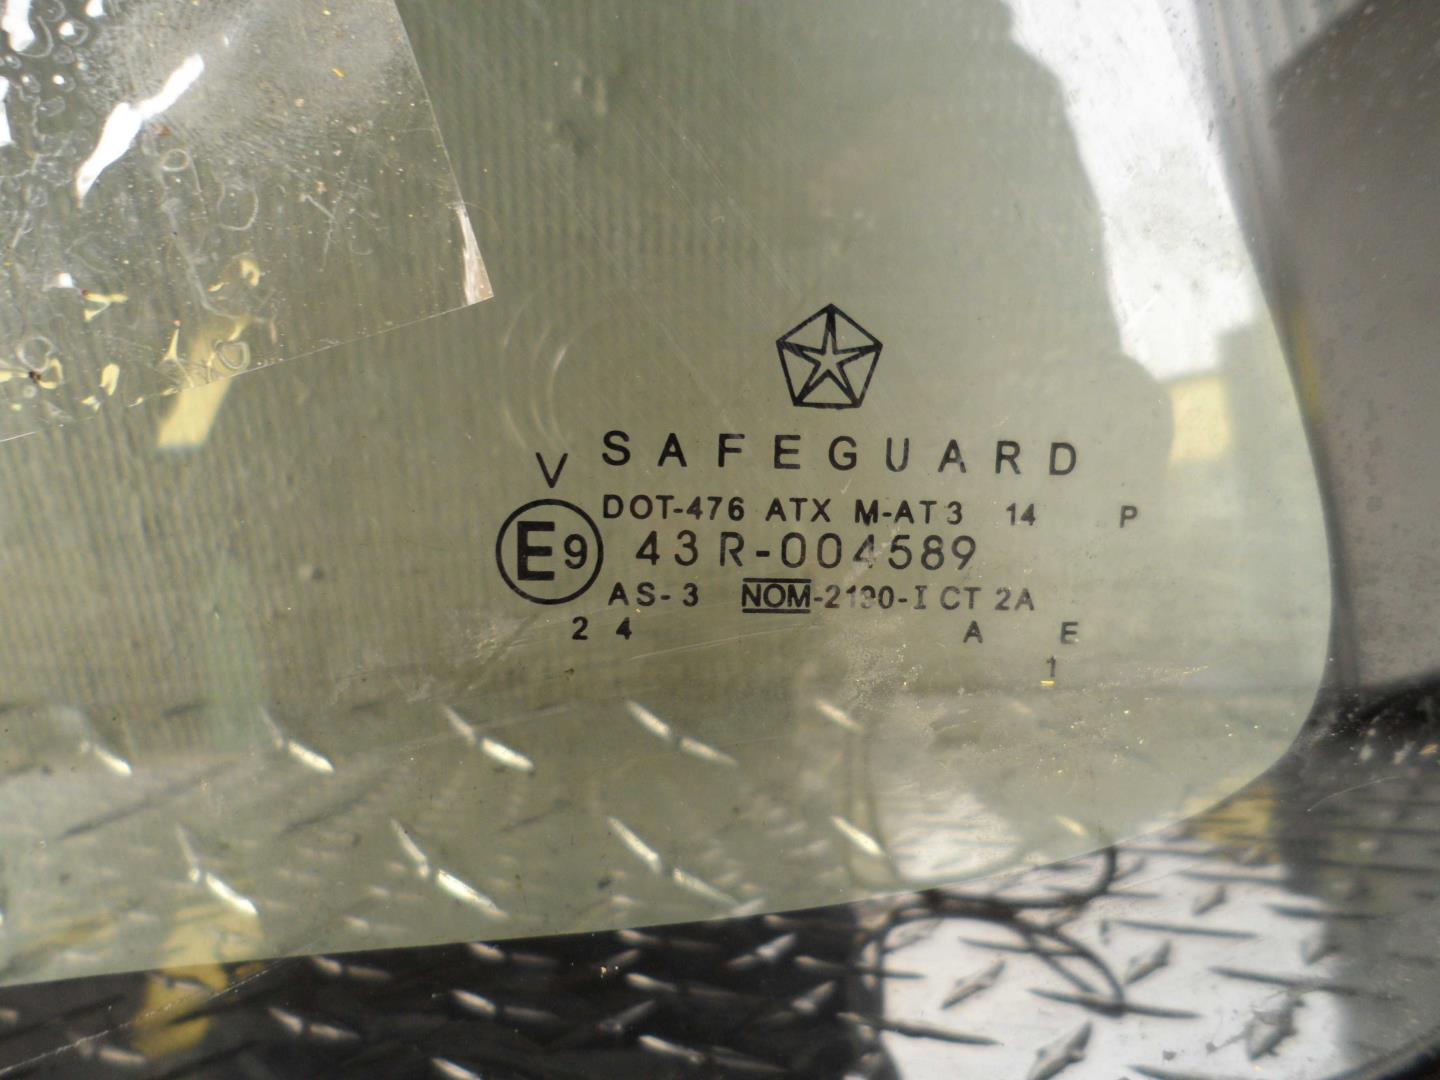 SAFEGUARD
V
DOT-476 ATX M-AT3 14 P
E9 43R-004589
AS-3 NOM-2190-I CT 2A
2 4 A E
1